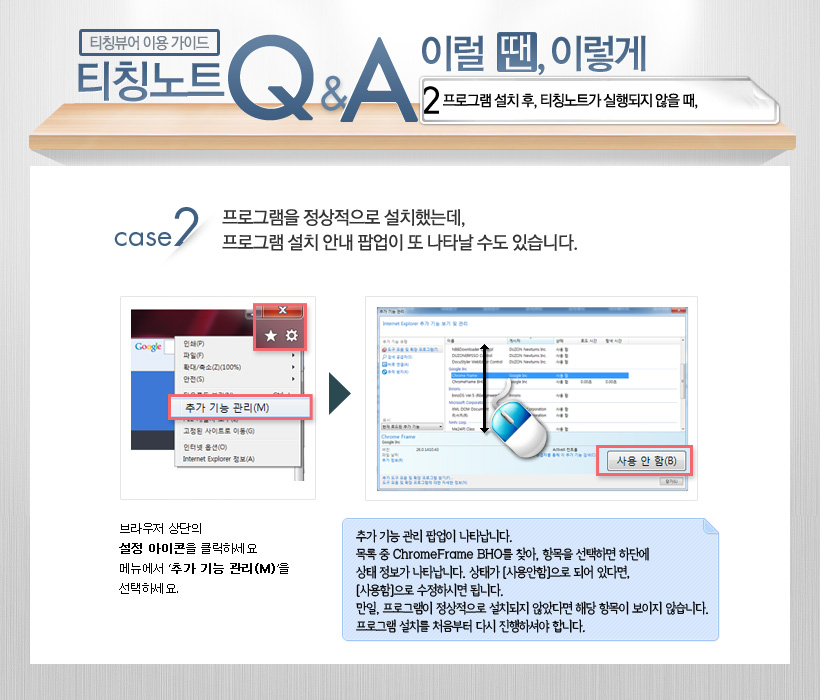 티칭뷰어 이용 가이드
티칭노트 Q&A 이럴 땐, 이렇게
2 프로그램 설치 후, 티칭노트가 실행되지 않을 때,
case 2
프로그램을 정상적으로 설치했는데,
프로그램 설치 안내 팝업이 또 나타날 수도 있습니다.
Google
인쇄(P)
파일(F)
확대/축소(Z)(100%)
안전(S)
추가 기능 관리(M)
고정된 사이트로 이동(G)
인터넷 옵션(O)
Internet Explorer 정보(A)
추가 기능 관리
Internet Explorer 추가 기능 보기 및 관리
Google Inc
Chrome Frame
Microsoft Corporation
Chrome Frame
Google Inc
사용 안 함(B)
브라우저 상단의
설정 아이콘을 클릭하세요
메뉴에서 '추가 기능 관리(M)'을
선택하세요.
추가 기능 관리 팝업이 나타납니다.
목록 중 ChromeFrame BHO를 찾아, 항목을 선택하면 하단에
상태 정보가 나타납니다. 상태가 [사용안함]으로 되어 있다면,
[사용함]으로 수정하시면 됩니다.
만일, 프로그램이 정상적으로 설치되지 않았다면 해당 항목이 보이지 않습니다.
프로그램 설치를 처음부터 다시 진행하셔야 합니다.